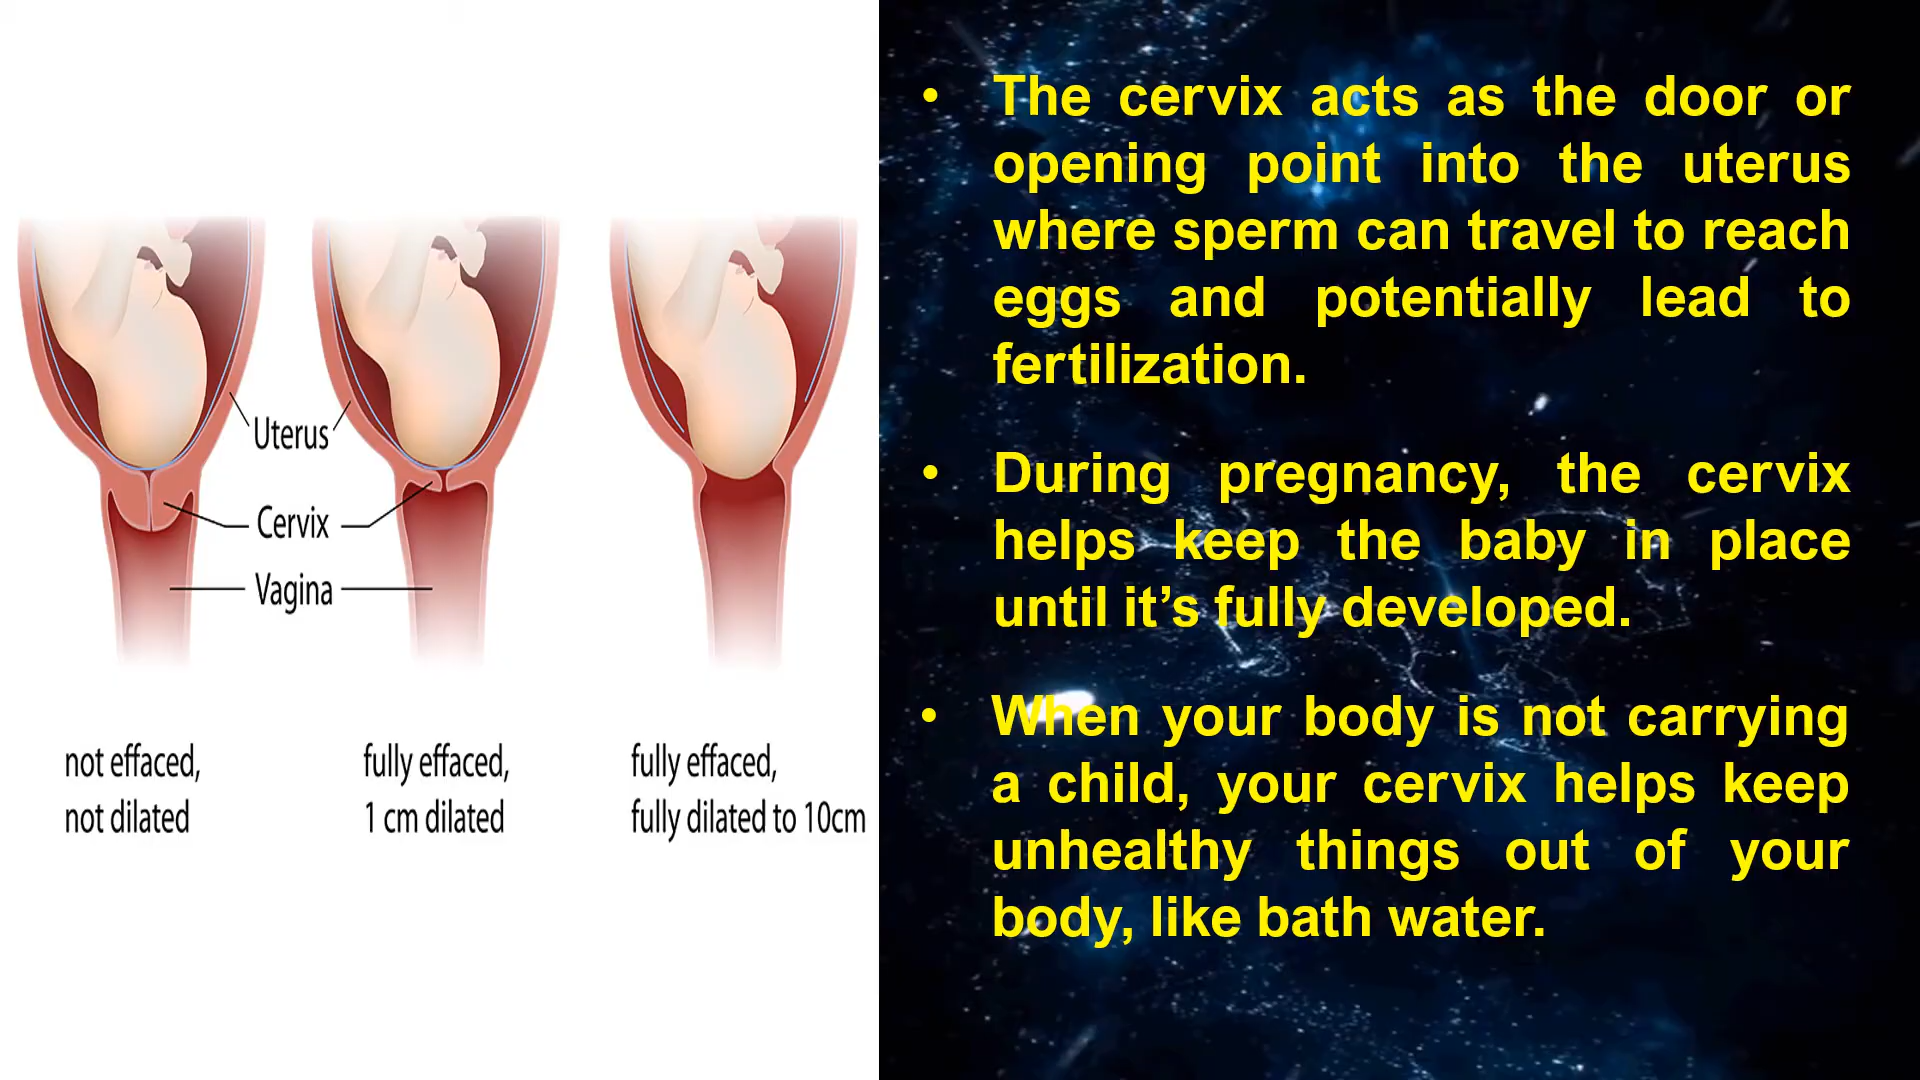 Uterus
Cervix
Vagina
not effaced,
not dilated
fully effaced,
1 cm dilated
fully effaced,
fully dilated to 10cm
• The cervix acts as the door or
opening point into the uterus
where sperm can travel to reach
eggs and potentially lead to
fertilization.
• During pregnancy, the cervix
helps keep the baby in place
until it’s fully developed.
• When your body is not carrying
a child, your cervix helps keep
unhealthy things out of your
body, like bath water.